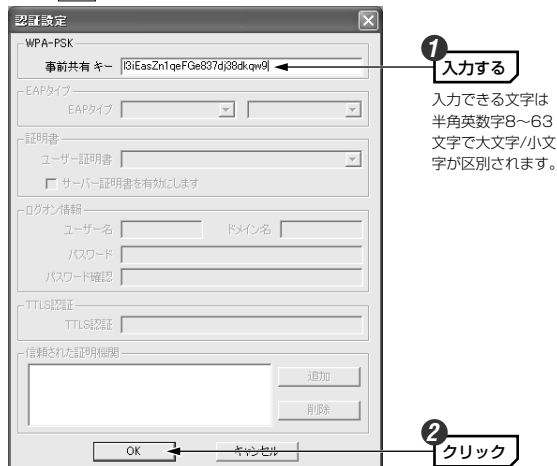 認証設定
WPA-PSK
事前共有 キー
l3iEasZn1qeFGe837dj38dkqw9
EAPタイプ
EAPタイプ
証明書
ユーザー証明書
サーバー証明書を有効にします
ログオン情報
ユーザー名
ドメイン名
パスワード
パスワード確認
TTLS認証
TTLS認証
信頼された証明機関
追加
削除
OK
キャンセル
1
入力する
入力できる文字は
半角英数字8〜63
文字で大文字/小文
字が区別されます。
2
クリック